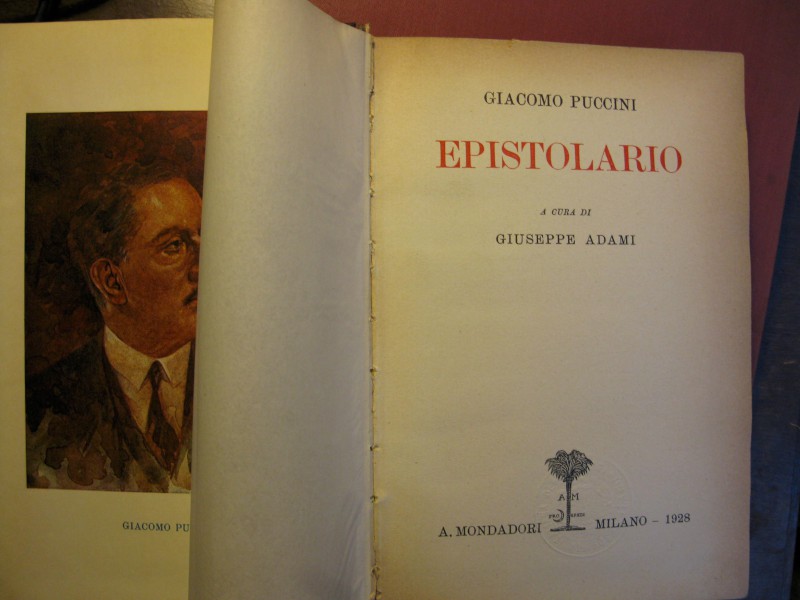 GIACOMO PU
GIACOMO PUCCINI
EPISTOLARIO
A CURA DI
GIUSEPPE ADAMI
A M
A. MONDADORI MILANO - 1928